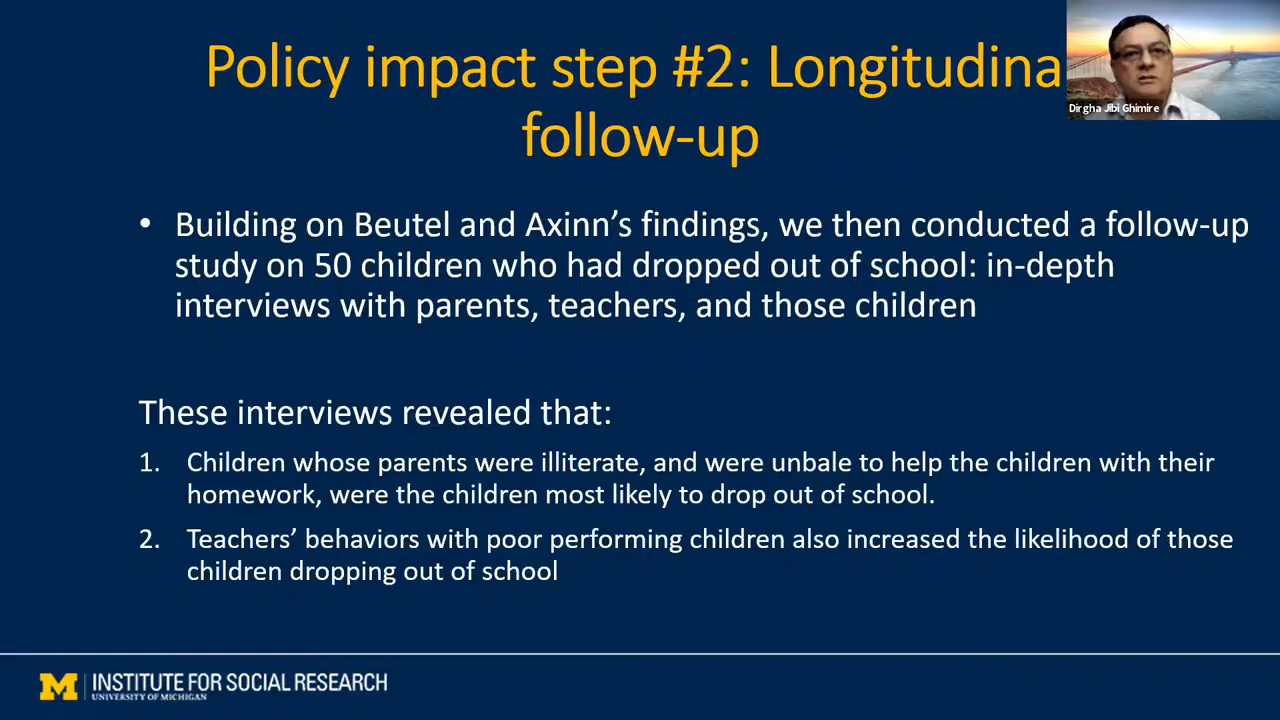 Policy impact step #2: Longitudina
follow-up
Dirgha Jibi Ghimire
• Building on Beutel and Axinn’s findings, we then conducted a follow-up
study on 50 children who had dropped out of school: in-depth
interviews with parents, teachers, and those children
These interviews revealed that:
1. Children whose parents were illiterate, and were unbale to help the children with their
homework, were the children most likely to drop out of school.
2. Teachers’ behaviors with poor performing children also increased the likelihood of those
children dropping out of school
M INSTITUTE FOR SOCIAL RESEARCH
UNIVERSITY OF MICHIGAN